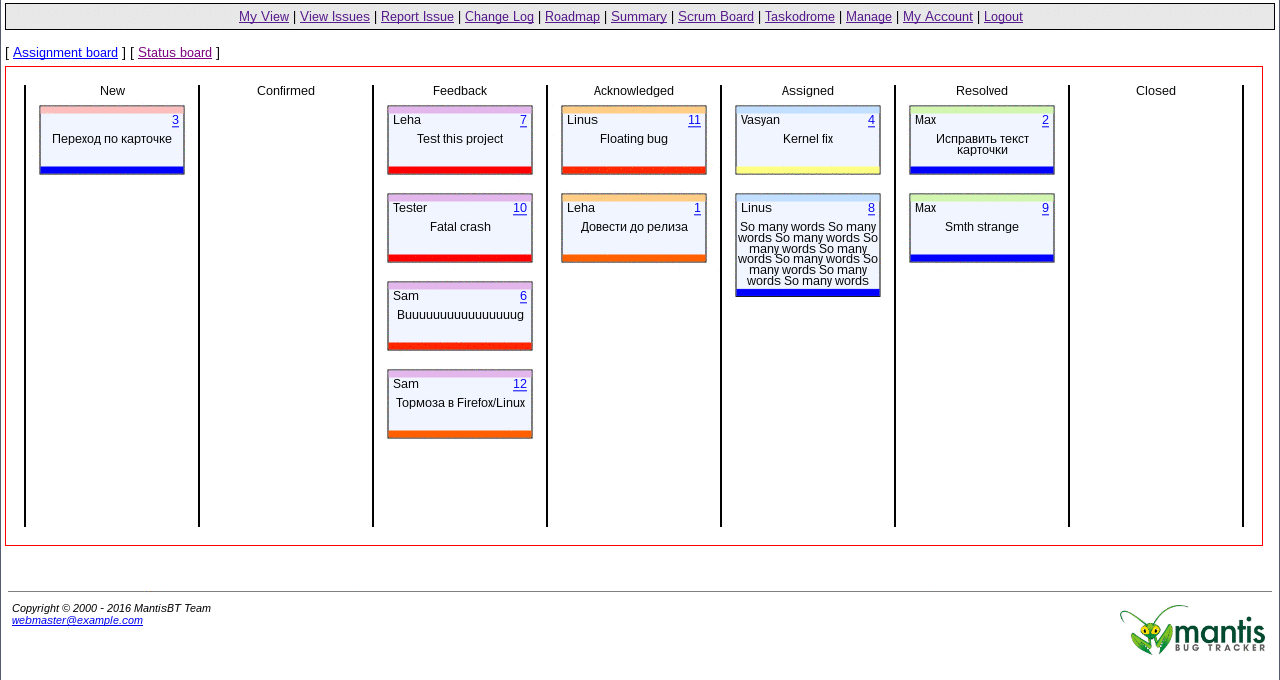 My View | View Issues | Report Issue | Change Log | Roadmap | Summary | Scrum Board | Taskodrome | Manage | My Account | Logout
[ Assignment board ] [ Status board ]
New
Confirmed
Feedback
Acknowledged
Assigned
Resolved
Closed
3
Переход по карточке
Leha 7
Test this project
Tester 10
Fatal crash
Sam 6
Buuuuuuuuuuuuuuuug
Sam 12
Тормоза в Firefox/Linux
Linus 11
Floating bug
Leha 1
Довести до релиза
Vasyan 4
Kernel fix
Linus 8
So many words So many
words So many words So
many words So many
words So many words So
many words So many
words So many words
Max 2
Исправить текст
карточки
Max 9
Smth strange
Copyright © 2000 - 2016 MantisBT Team
webmaster@example.com
mantis
BUG TRACKER